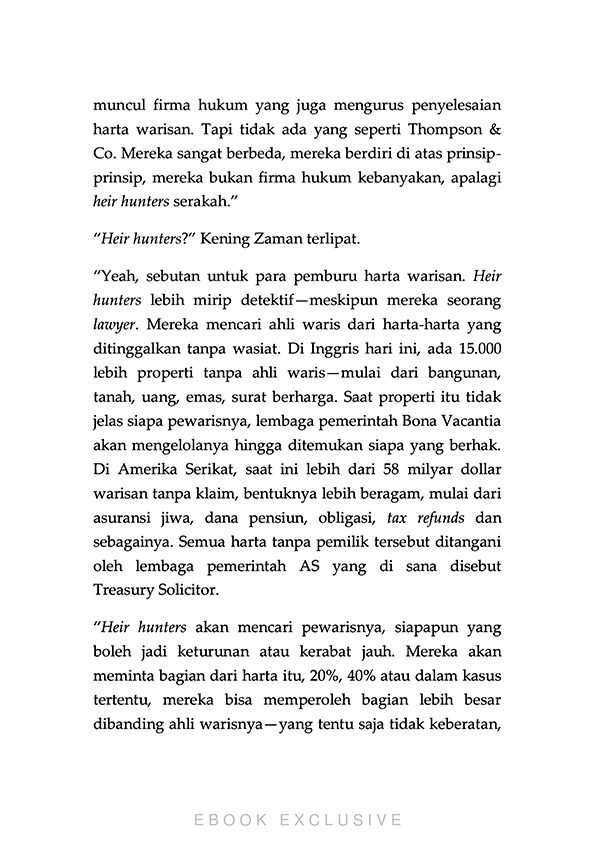 muncul firma hukum yang juga mengurus penyelesaian
harta warisan. Tapi tidak ada yang seperti Thompson &
Co. Mereka sangat berbeda, mereka berdiri di atas prinsip-
prinsip, mereka bukan firma hukum kebanyakan, apalagi
heir hunters serakah.”
“Heir hunters?” Kening Zaman terlipat.
“Yeah, sebutan untuk para pemburu harta warisan. Heir
hunters lebih mirip detektif—meskipun mereka seorang
lawyer. Mereka mencari ahli waris dari harta-harta yang
ditinggalkan tanpa wasiat. Di Inggris hari ini, ada 15.000
lebih properti tanpa ahli waris—mulai dari bangunan,
tanah, uang, emas, surat berharga. Saat properti itu tidak
jelas siapa pewarisnya, lembaga pemerintah Bona Vacantia
akan mengelolanya hingga ditemukan siapa yang berhak.
Di Amerika Serikat, saat ini lebih dari 58 milyar dollar
warisan tanpa klaim, bentuknya lebih beragam, mulai dari
asuransi jiwa, dana pensiun, obligasi, tax refunds dan
sebagainya. Semua harta tanpa pemilik tersebut ditangani
oleh lembaga pemerintah AS yang di sana disebut
Treasury Solicitor.
“Heir hunters akan mencari pewarisnya, siapapun yang
boleh jadi keturunan atau kerabat jauh. Mereka akan
meminta bagian dari harta itu, 20%, 40% atau dalam kasus
tertentu, mereka bisa memperoleh bagian lebih besar
dibanding ahli warisnya—yang tentu saja tidak keberatan,
EBOOK EXCLUSIVE